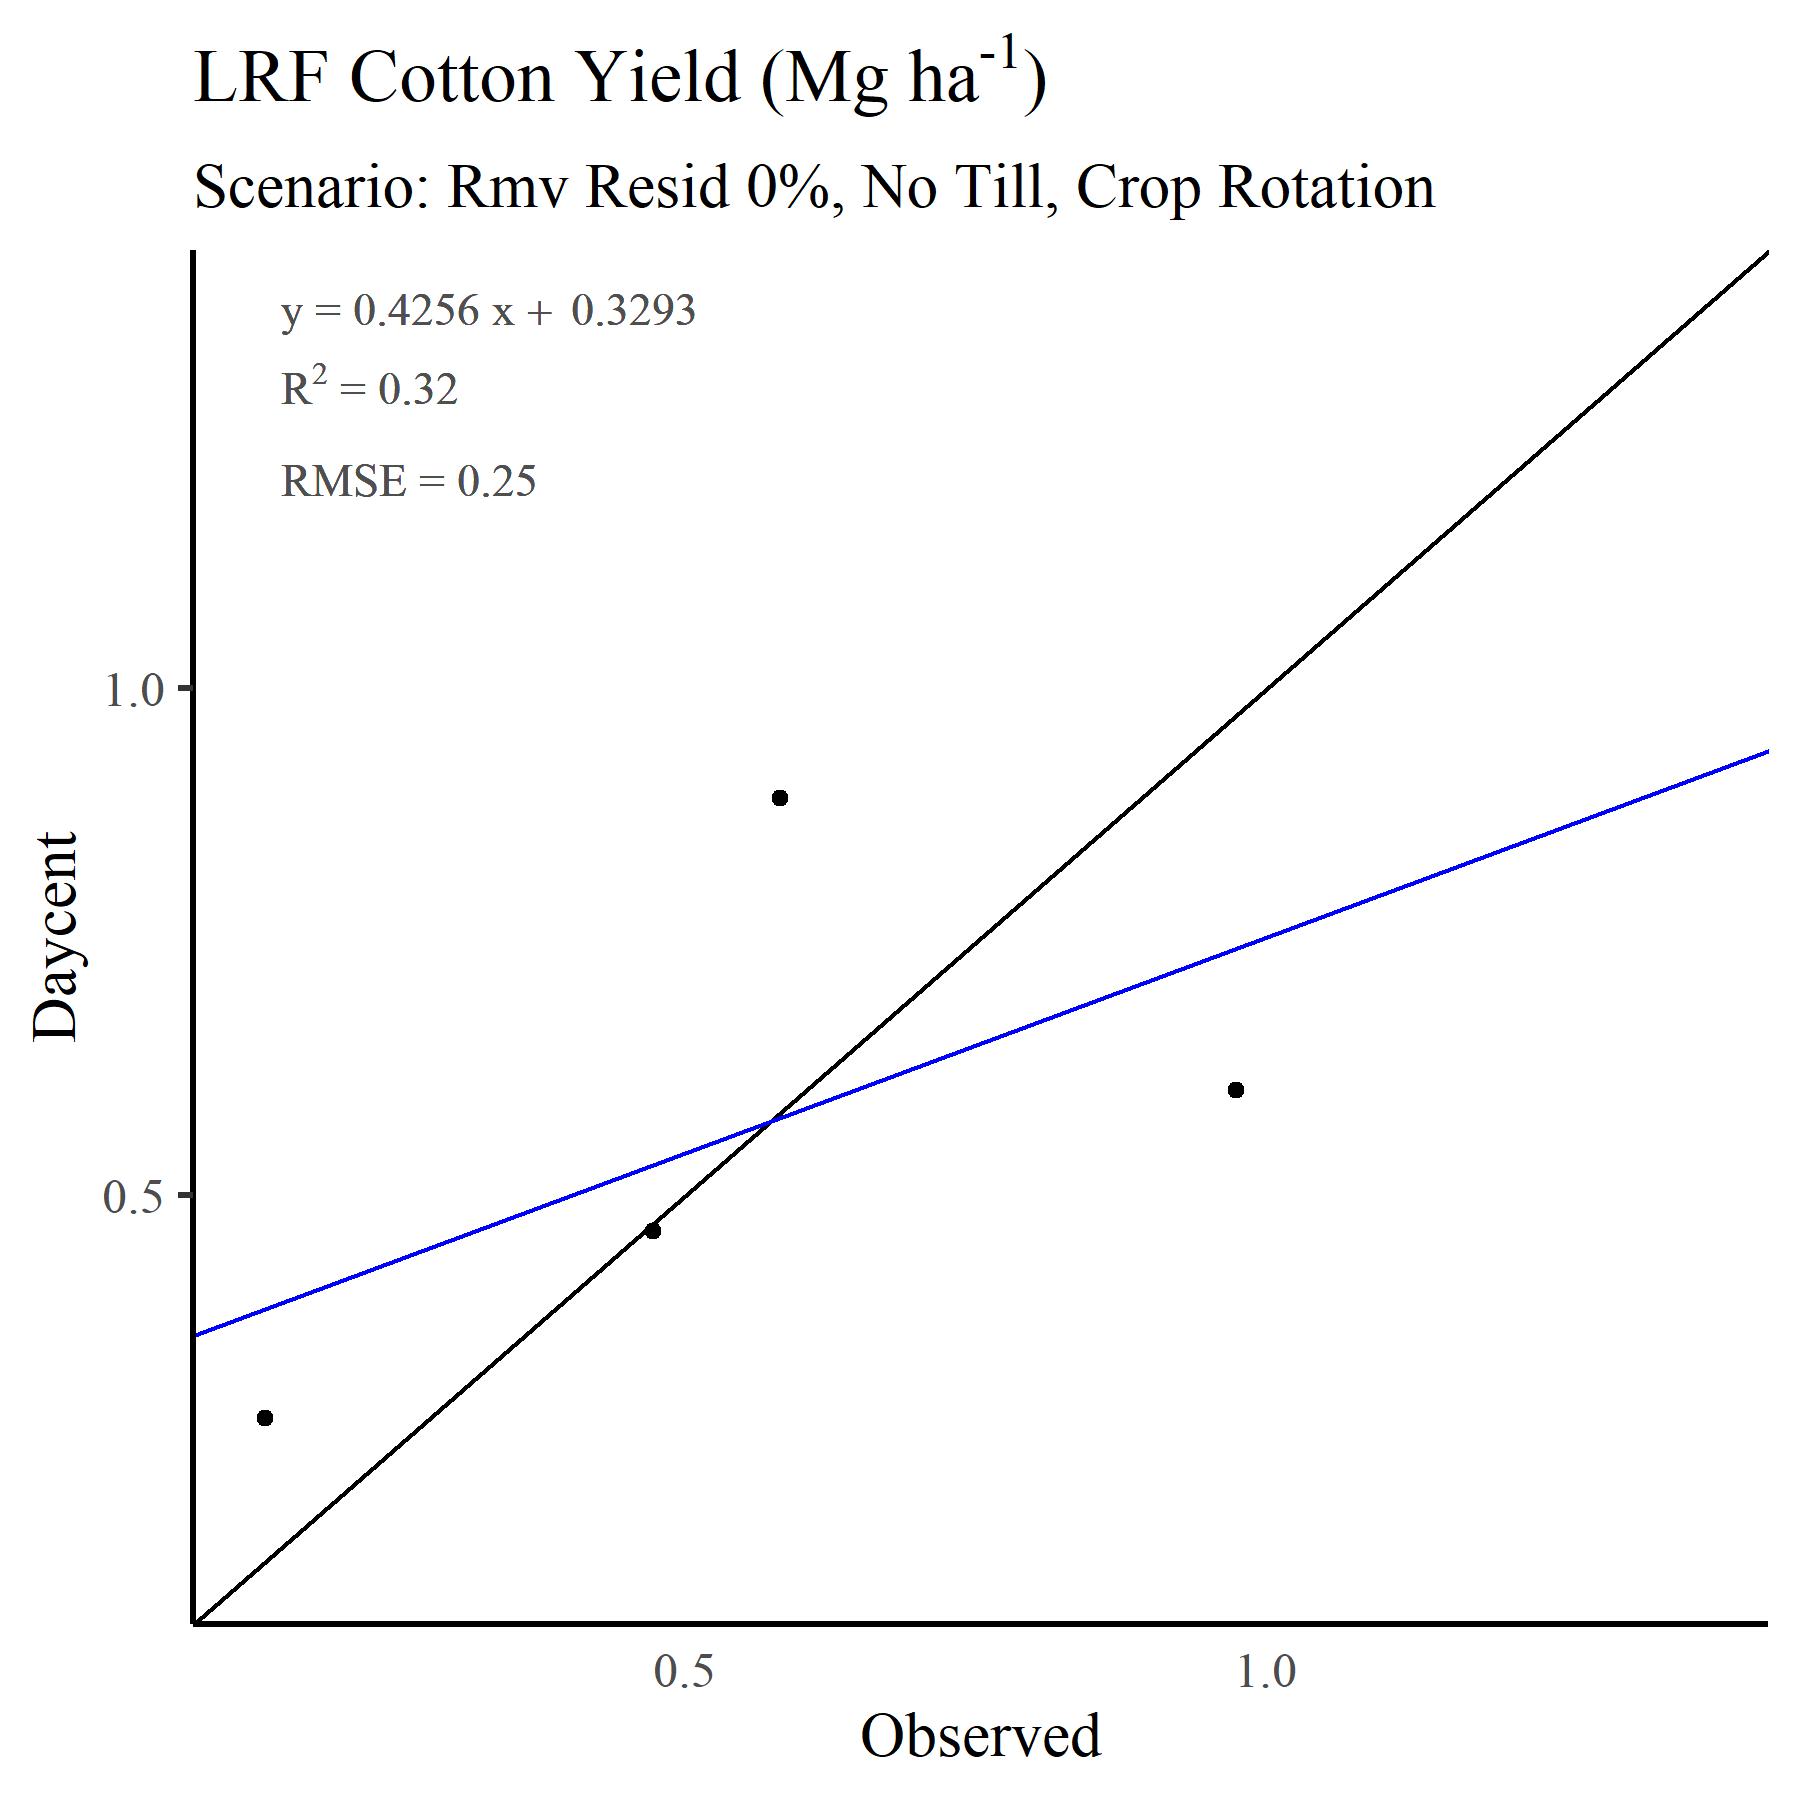 LRF Cotton Yield (Mg ha⁻¹)
Scenario: Rmv Resid 0%, No Till, Crop Rotation
y = 0.4256 x + 0.3293
R² = 0.32
RMSE = 0.25
1.0
0.5
Daycent
0.5 1.0
Observed